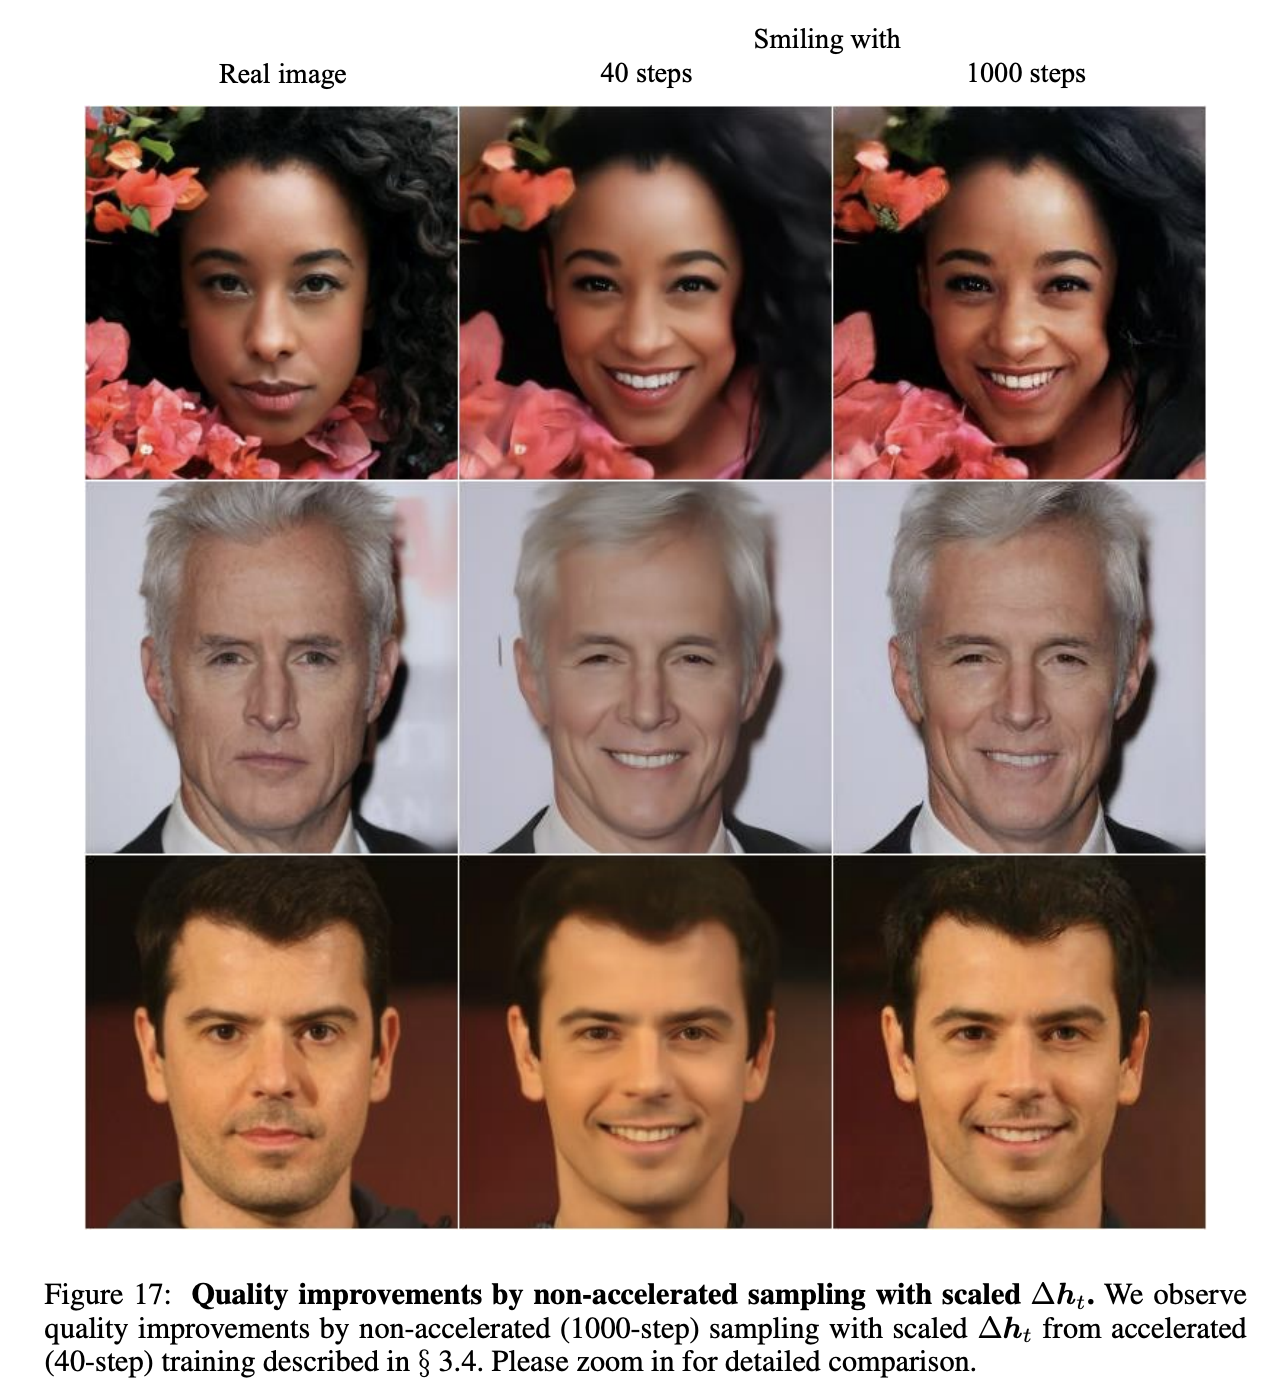 Smiling with
Real image 40 steps 1000 steps
Figure 17: Quality improvements by non-accelerated sampling with scaled Δhₜ. We observe
quality improvements by non-accelerated (1000-step) sampling with scaled Δhₜ from accelerated
(40-step) training described in § 3.4. Please zoom in for detailed comparison.